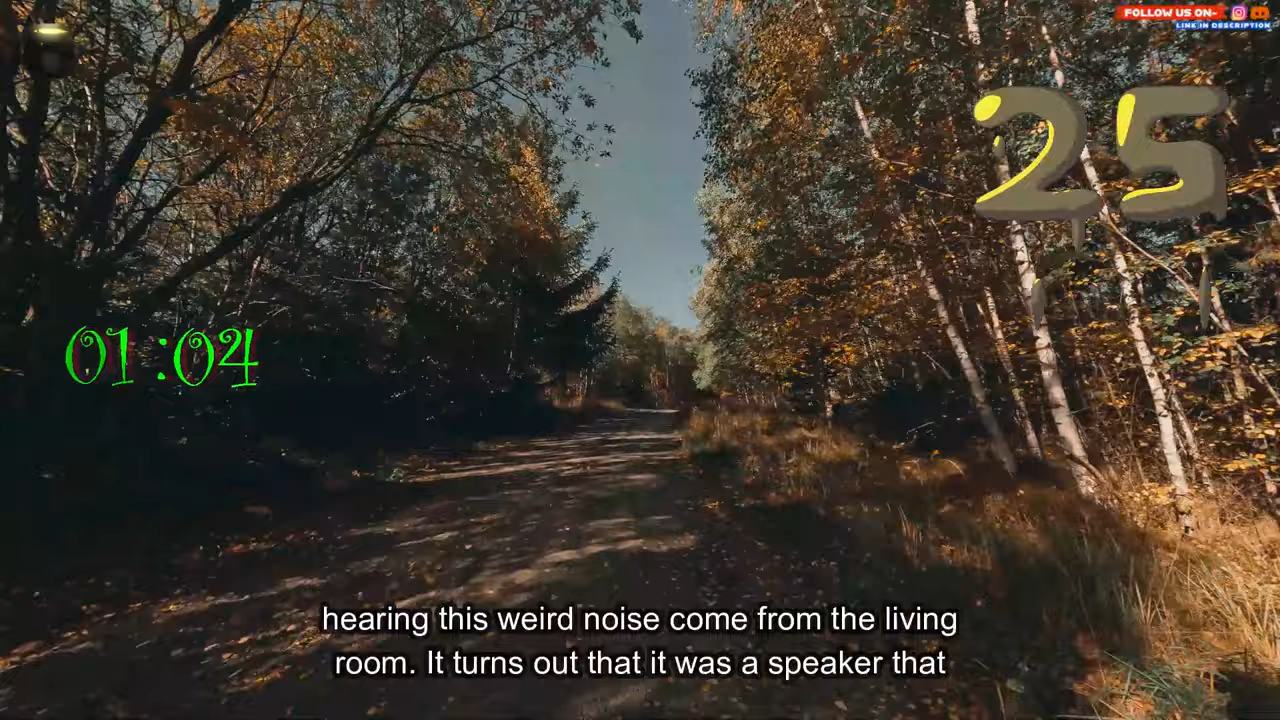 FOLLOW US ON-
LINK IN DESCRIPTION
25
01:04
hearing this weird noise come from the living
room. It turns out that it was a speaker that